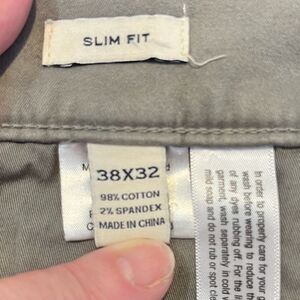 SLIM FIT
38X32
98% COTTON
2% SPANDEX
MADE IN CHINA
In order to properly care for your g
wash before wearing to help reduce
of any dyes rubbing off. For the
garment, wash separately in cold
mild soap and do not rub or spot cle